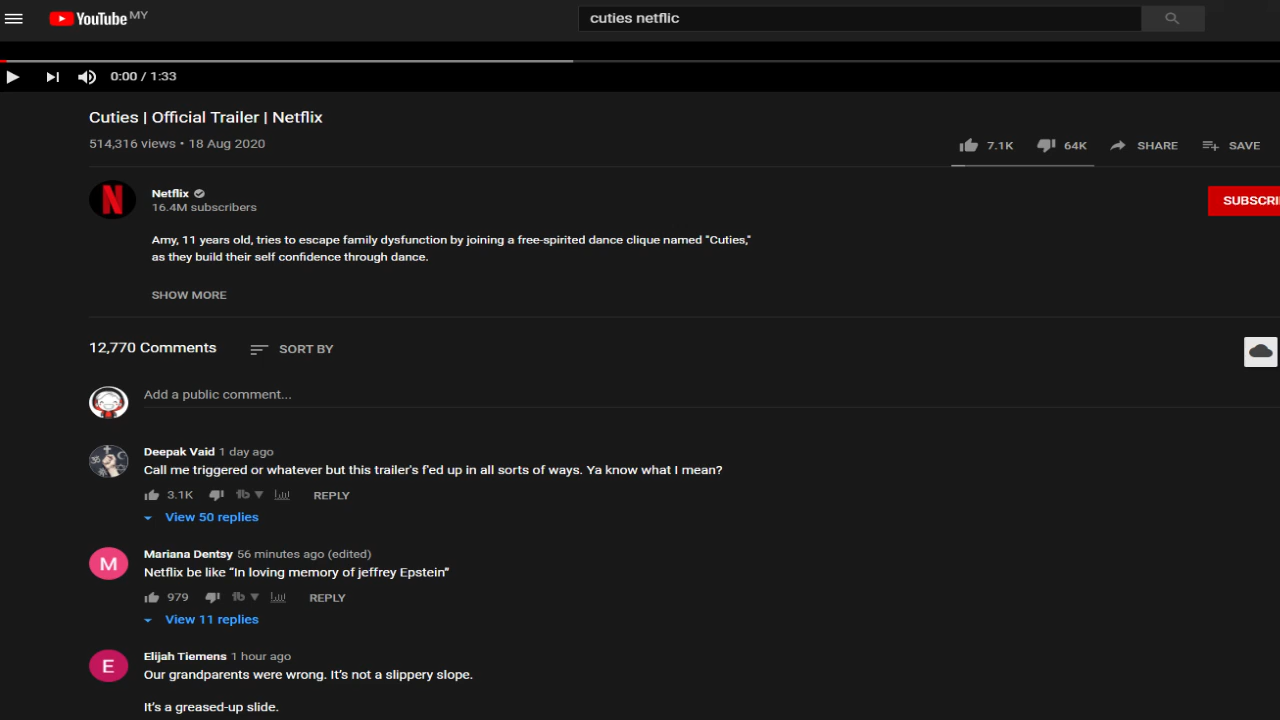 YouTube MY
cuties netflic
0:00 / 1:33
Cuties | Official Trailer | Netflix
514,316 views • 18 Aug 2020
7.1K 64K SHARE SAVE
N
Netflix
16.4M subscribers
SUBSCRI
Amy, 11 years old, tries to escape family dysfunction by joining a free-spirited dance clique named "Cuties,"
as they build their self confidence through dance.
SHOW MORE
12,770 Comments SORT BY
Add a public comment...
Deepak Vaid 1 day ago
Call me triggered or whatever but this trailer's f'ed up in all sorts of ways. Ya know what I mean?
3.1K REPLY
View 50 replies
M
Mariana Dentsy 56 minutes ago (edited)
Netflix be like “In loving memory of jeffrey Epstein”
979 REPLY
View 11 replies
E
Elijah Tiemens 1 hour ago
Our grandparents were wrong. It’s not a slippery slope.
It’s a greased-up slide.